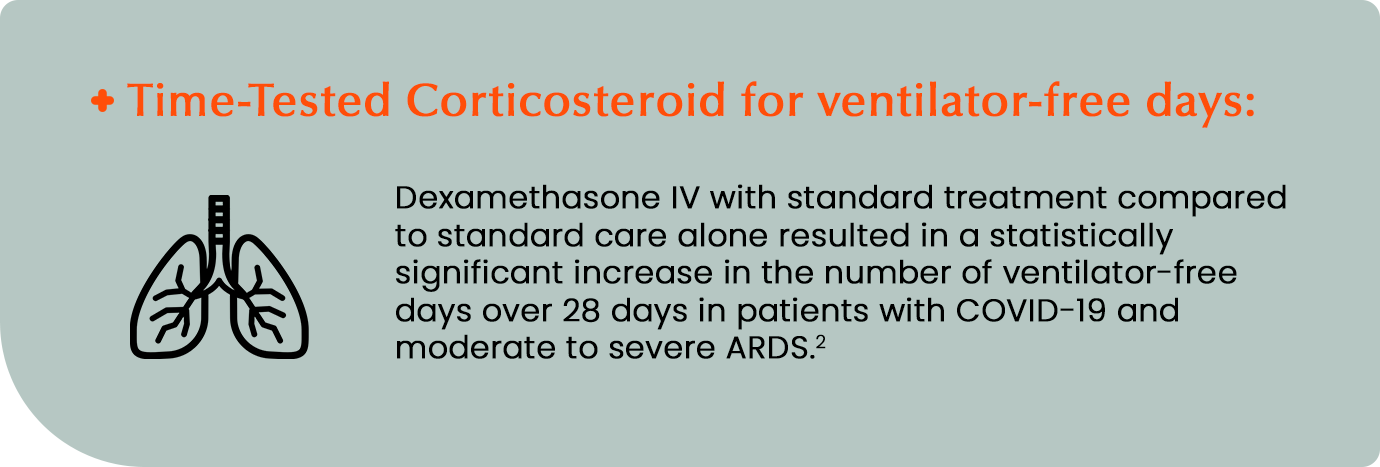 + Time-Tested Corticosteroid for ventilator-free days:
Dexamethasone IV with standard treatment compared
to standard care alone resulted in a statistically
significant increase in the number of ventilator-free
days over 28 days in patients with COVID-19 and
moderate to severe ARDS.²